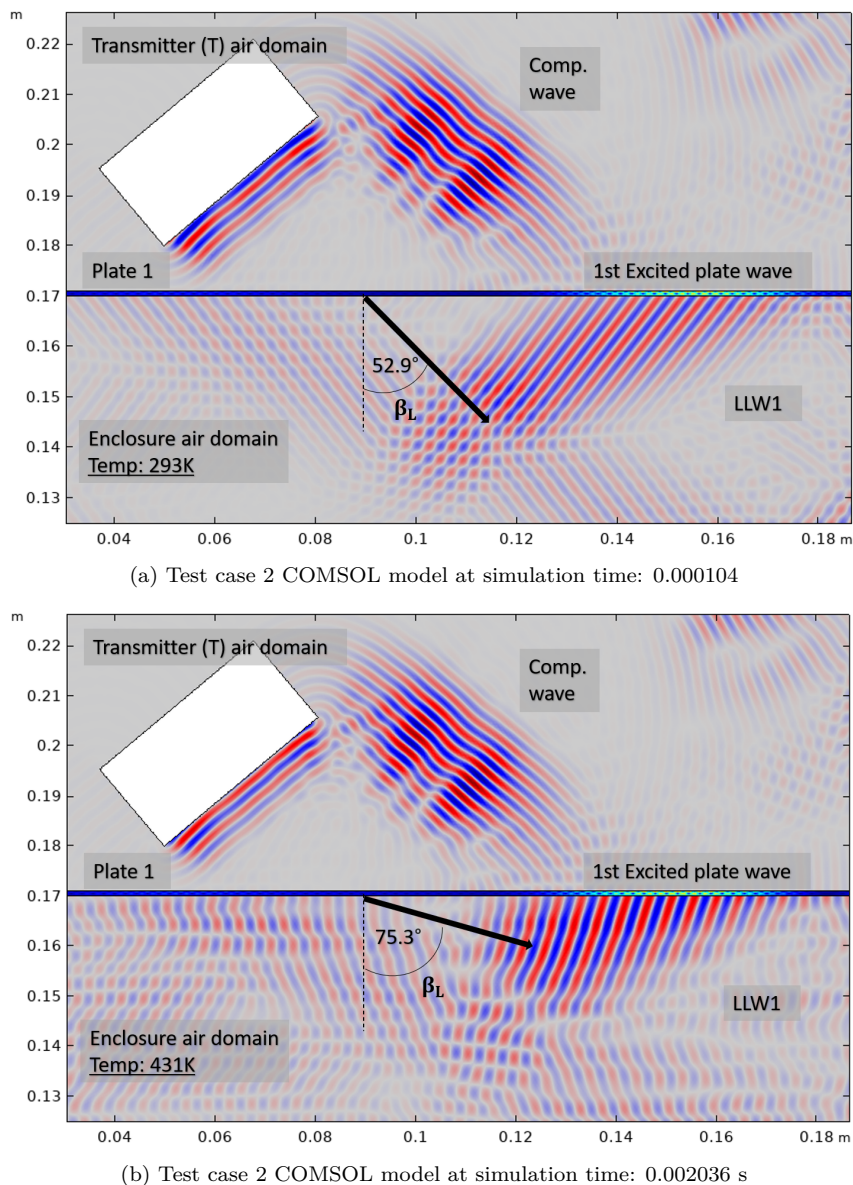 m
0.22
Transmitter (T) air domain
Comp.
wave
0.21
0.2
0.19
0.18
Plate 1
1st Excited plate wave
0.17
0.16
52.9°
0.15
β_L
LLW1
0.14
Enclosure air domain
Temp: 293K
0.13
0.04 0.06 0.08 0.1 0.12 0.14 0.16 0.18 m
(a) Test case 2 COMSOL model at simulation time: 0.000104
m
0.22
Transmitter (T) air domain
Comp.
wave
0.21
0.2
0.19
0.18
Plate 1
1st Excited plate wave
0.17
0.16
75.3°
0.15
β_L
LLW1
0.14
Enclosure air domain
Temp: 431K
0.13
0.04 0.06 0.08 0.1 0.12 0.14 0.16 0.18 m
(b) Test case 2 COMSOL model at simulation time: 0.002036 s